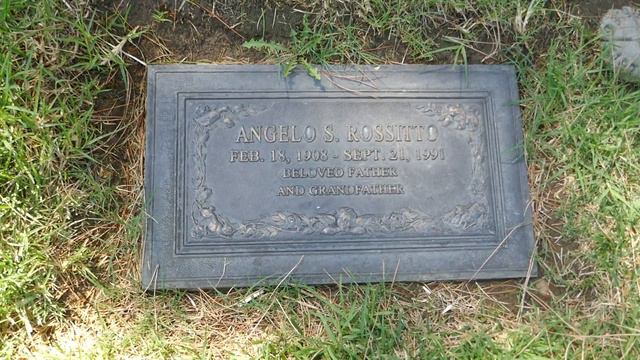 ANGELO S. ROSSITTO
FEB. 18, 1908 - SEPT. 21, 1991
BELOVED FATHER
AND GRANDFATHER